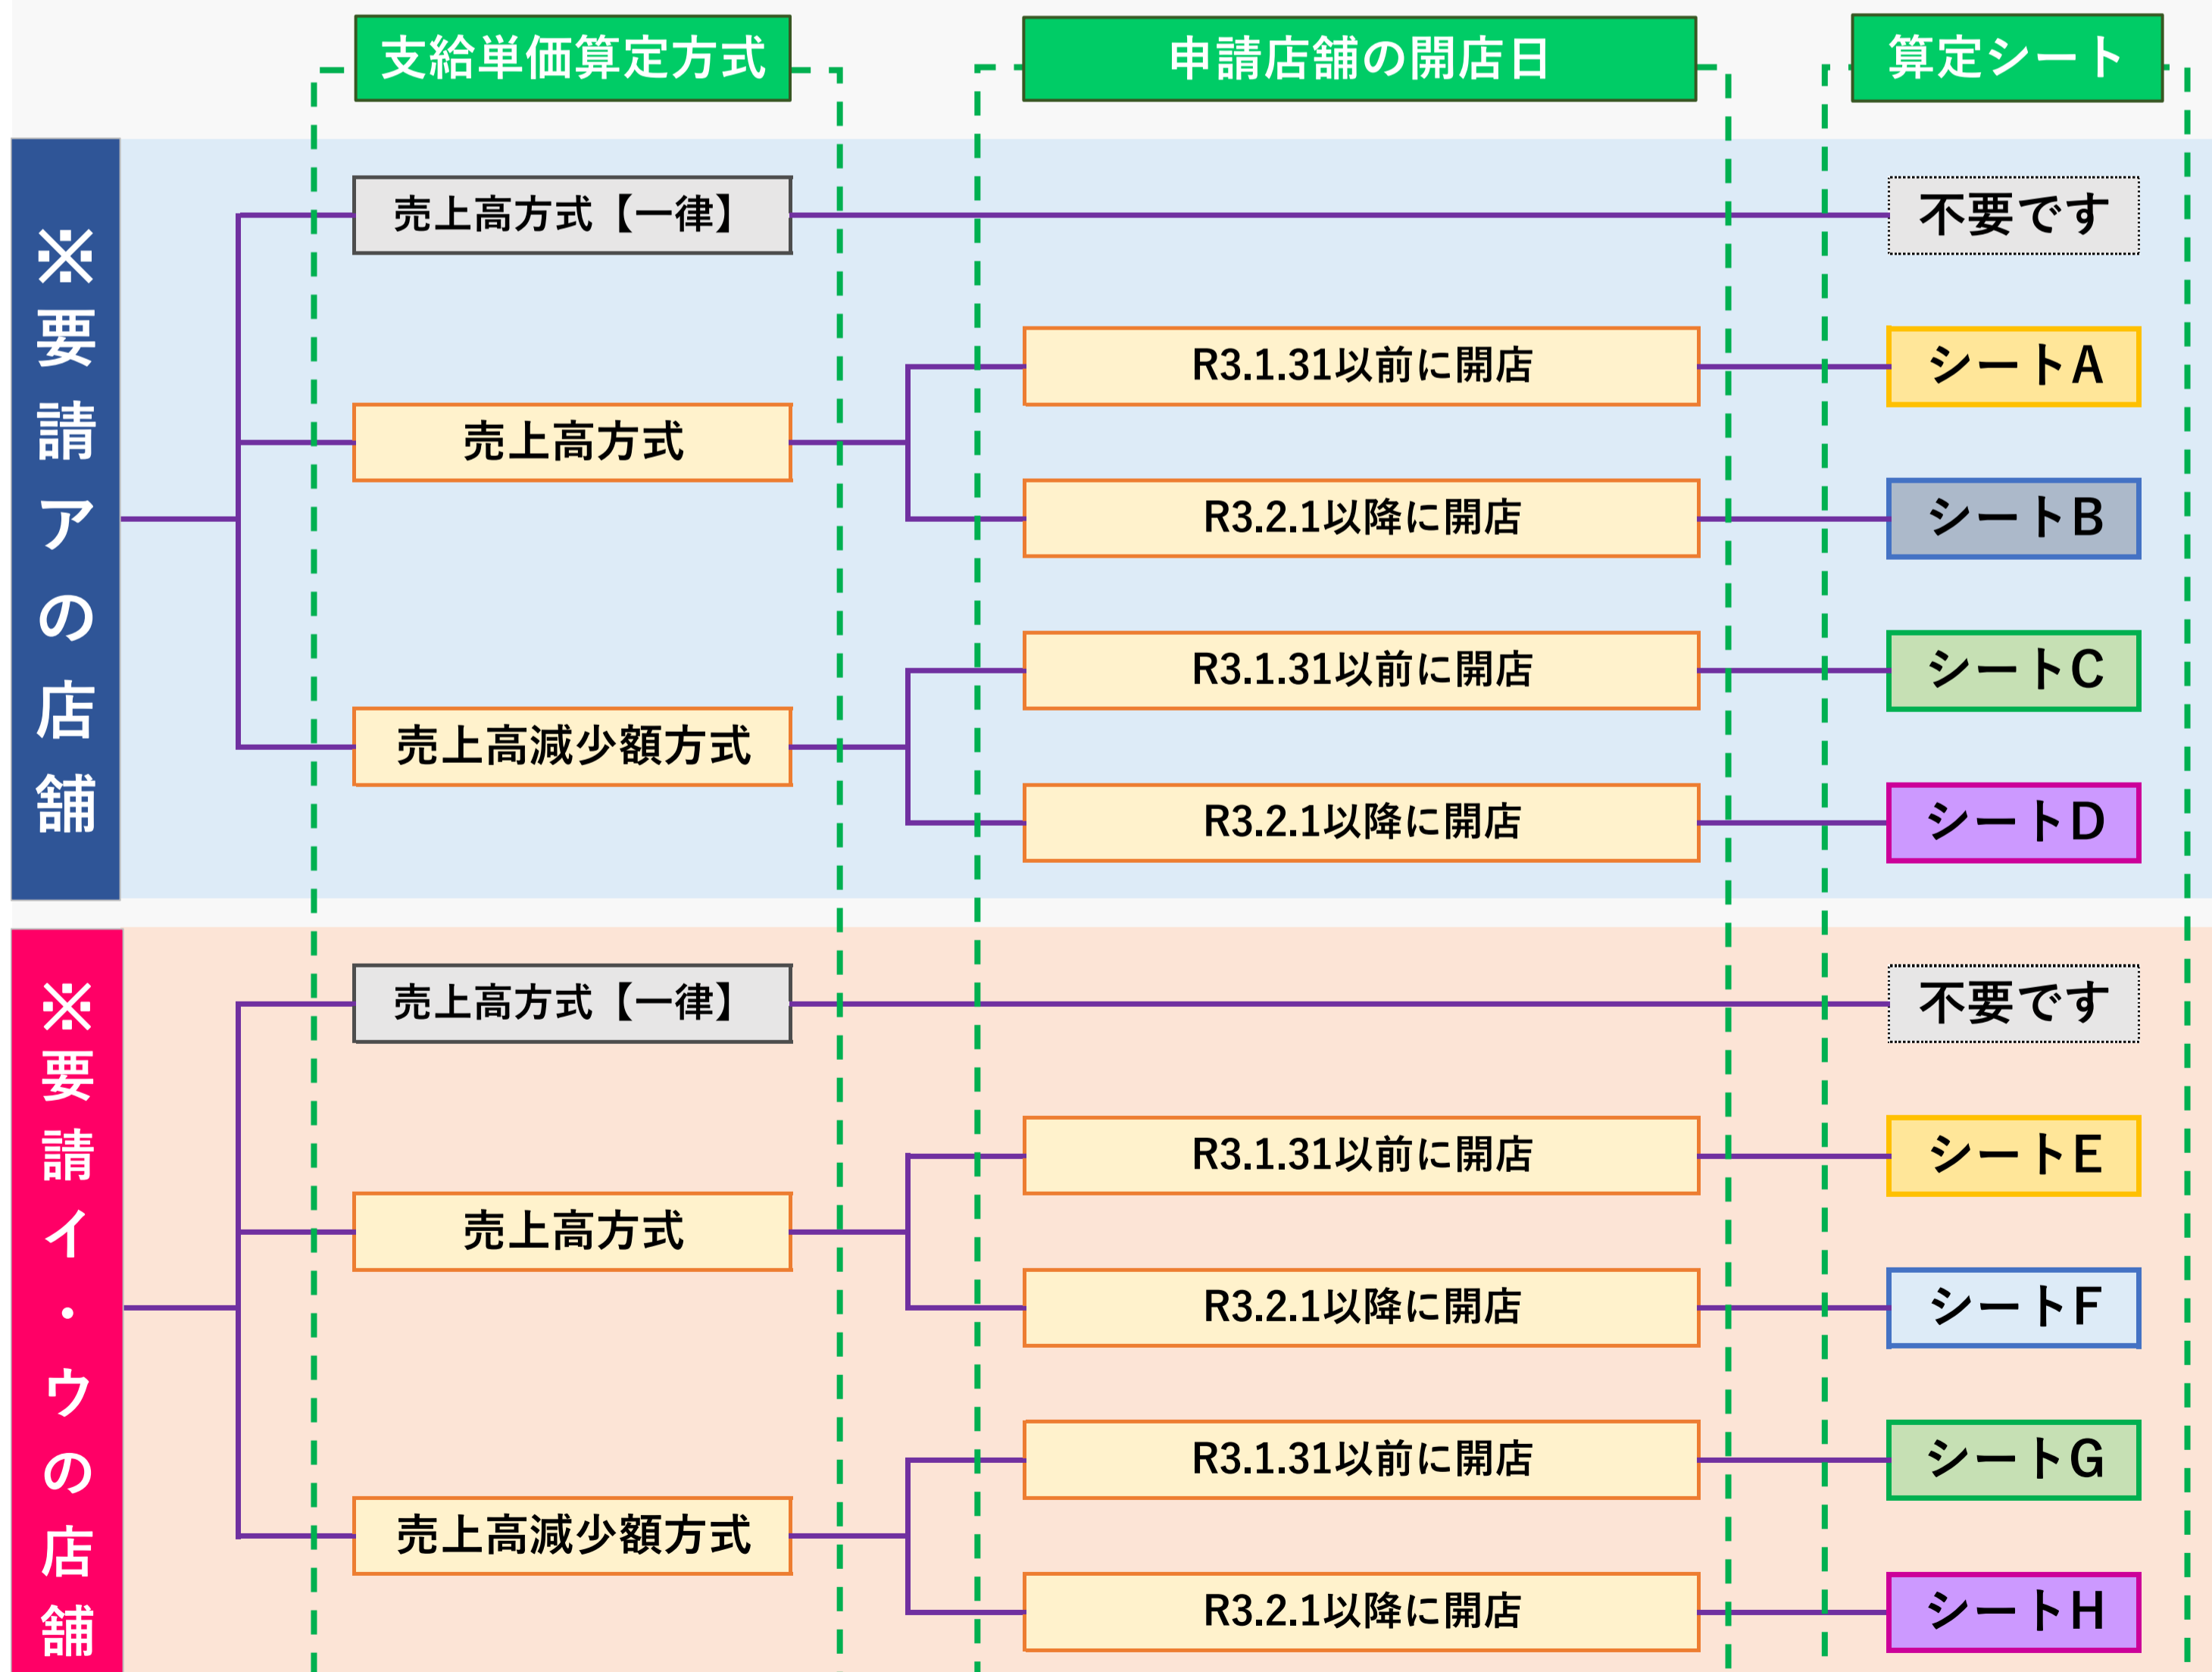 支給単価算定方式
申請店舗の開店日
算定シート
※要請アの店舗
売上高方式【一律】
不要です
売上高方式
R3.1.31以前に開店
シートA
R3.2.1以降に開店
シートB
売上高減少額方式
R3.1.31以前に開店
シートC
R3.2.1以降に開店
シートD
※要請イ・ウの店舗
売上高方式【一律】
不要です
売上高方式
R3.1.31以前に開店
シートE
R3.2.1以降に開店
シートF
売上高減少額方式
R3.1.31以前に開店
シートG
R3.2.1以降に開店
シートH